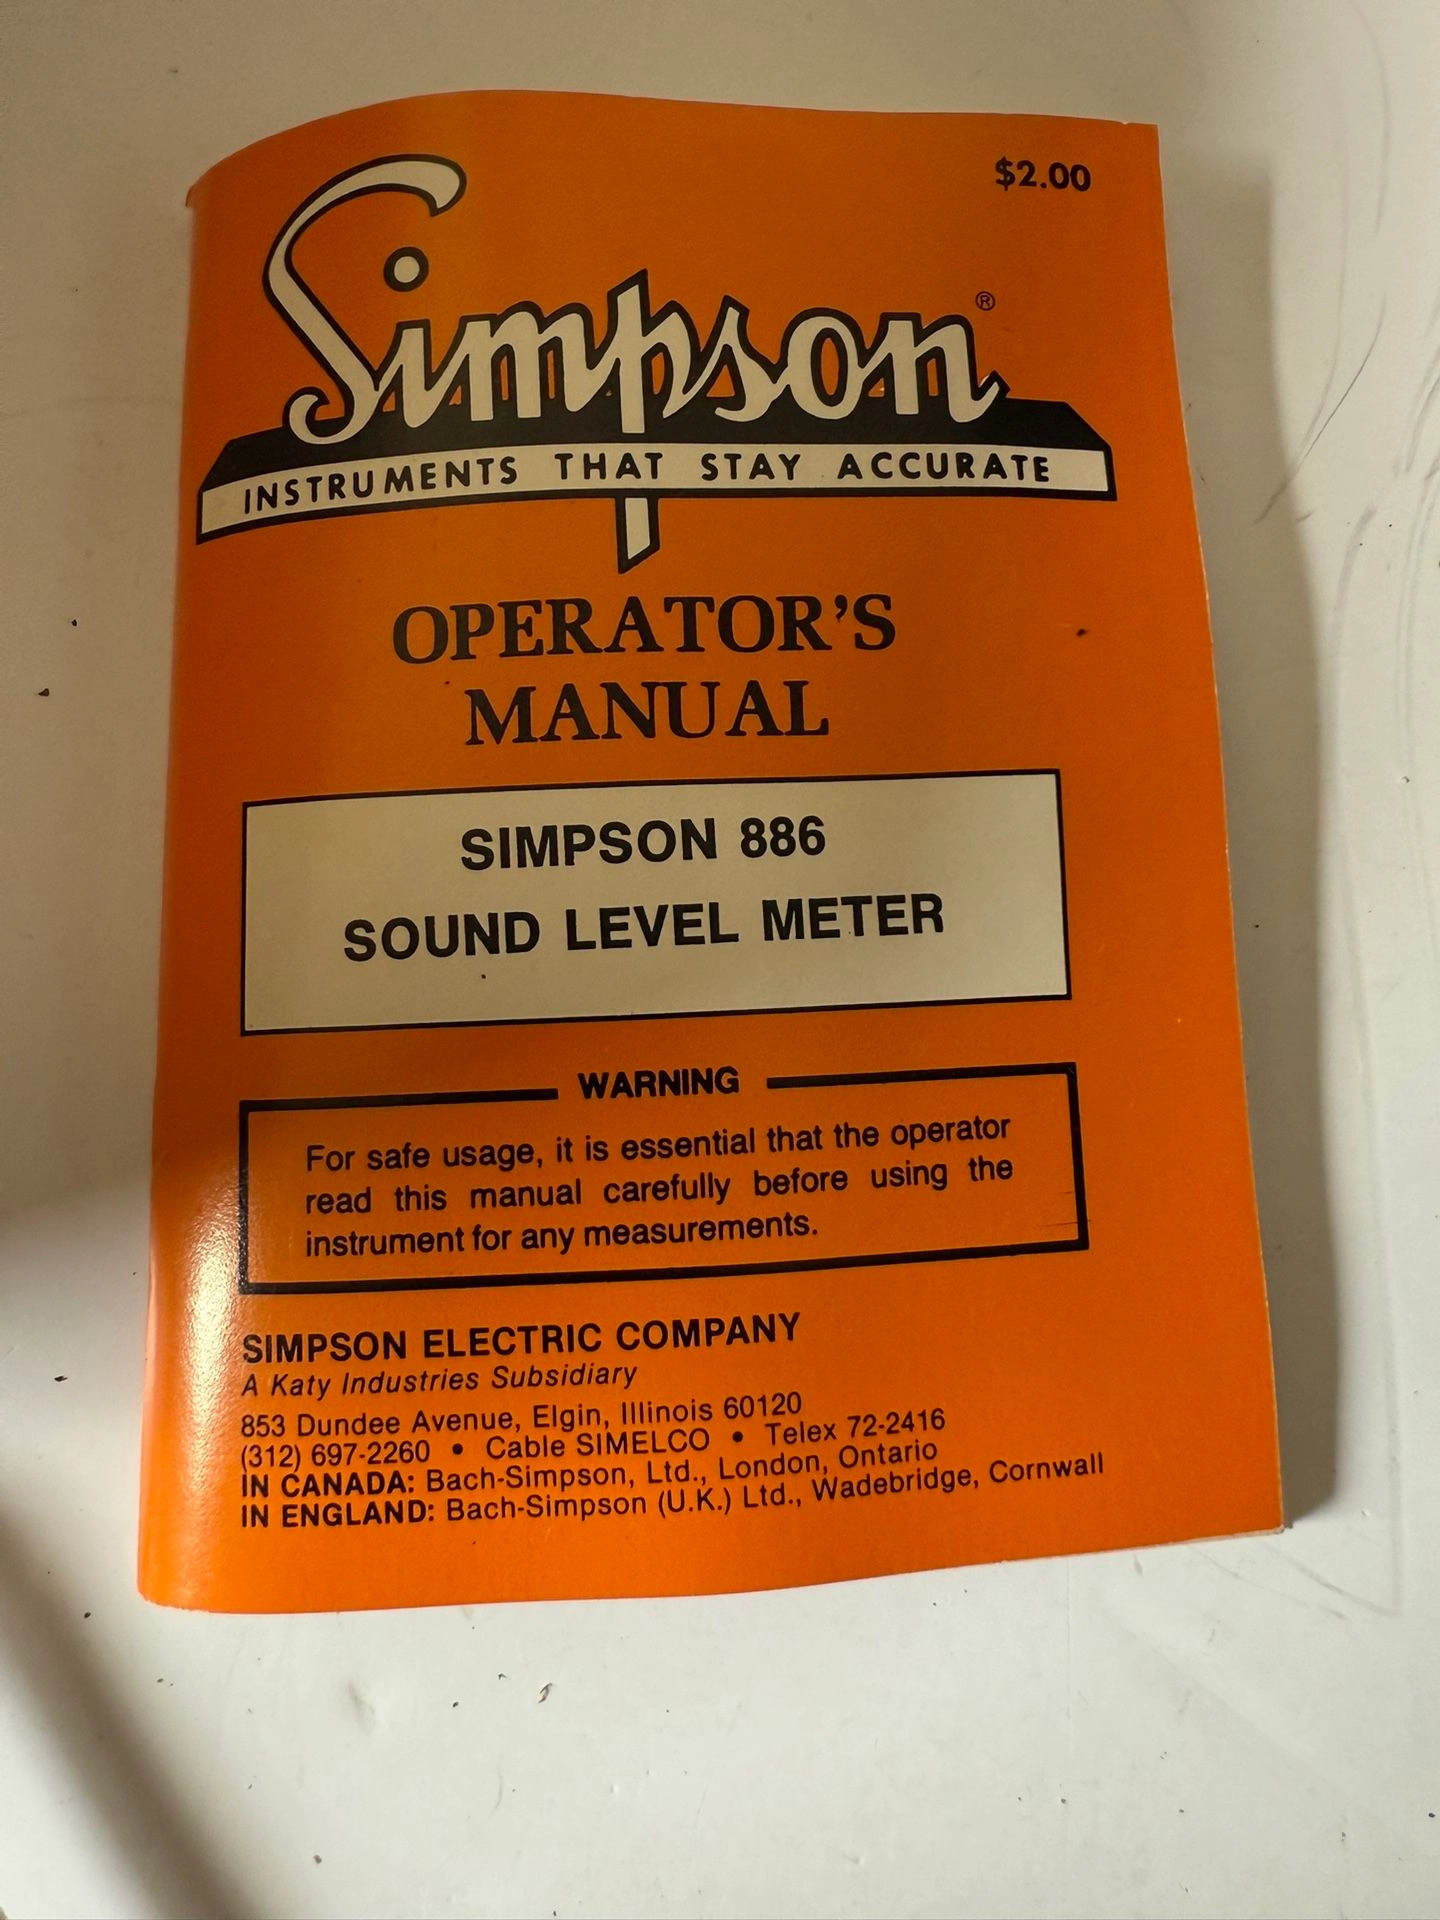 $2.00
Simpson®
INSTRUMENTS THAT STAY ACCURATE
OPERATOR'S
MANUAL
SIMPSON 886
SOUND LEVEL METER
WARNING
For safe usage, it is essential that the operator
read this manual carefully before using the
instrument for any measurements.
SIMPSON ELECTRIC COMPANY
A Katy Industries Subsidiary
853 Dundee Avenue, Elgin, Illinois 60120
(312) 697-2260 • Cable SIMELCO • Telex 72-2416
IN CANADA: Bach-Simpson, Ltd., London, Ontario
IN ENGLAND: Bach-Simpson (U.K.) Ltd., Wadebridge, Cornwall